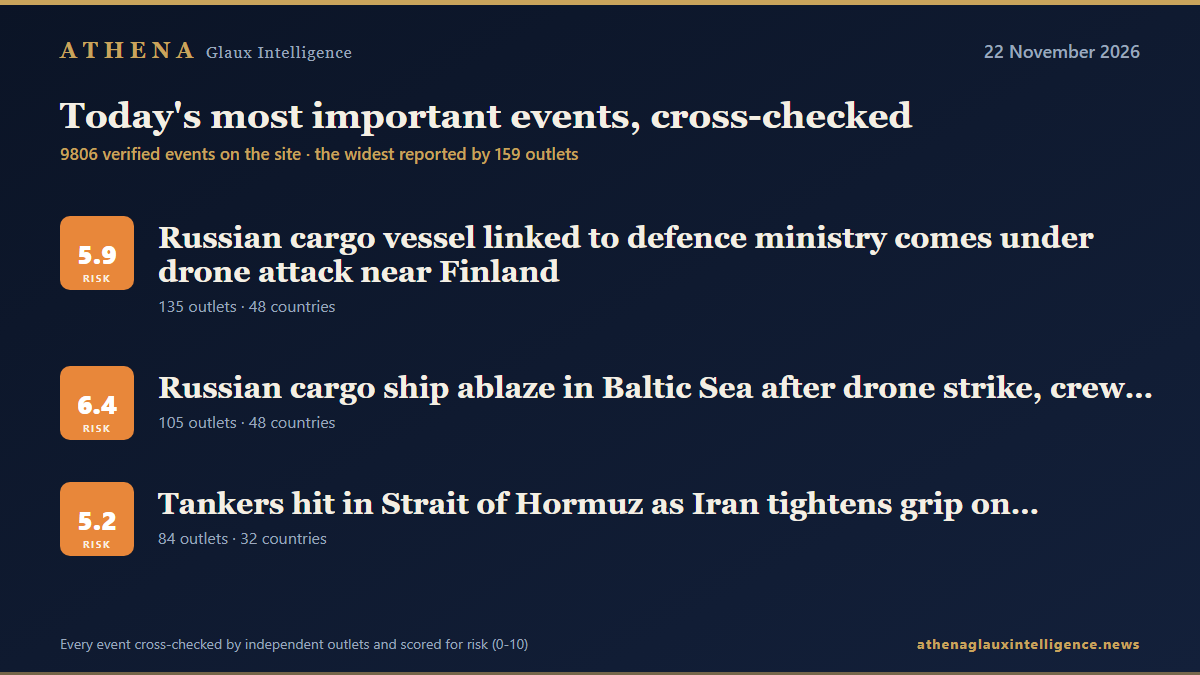 ATHENA Glaux Intelligence
22 November 2026
Today's most important events, cross-checked
9806 verified events on the site · the widest reported by 159 outlets
5.9
RISK
Russian cargo vessel linked to defence ministry comes under
drone attack near Finland
135 outlets · 48 countries
6.4
RISK
Russian cargo ship ablaze in Baltic Sea after drone strike, crew...
105 outlets · 48 countries
5.2
RISK
Tankers hit in Strait of Hormuz as Iran tightens grip on...
84 outlets · 32 countries
Every event cross-checked by independent outlets and scored for risk (0-10)
athenaglauxintelligence.news